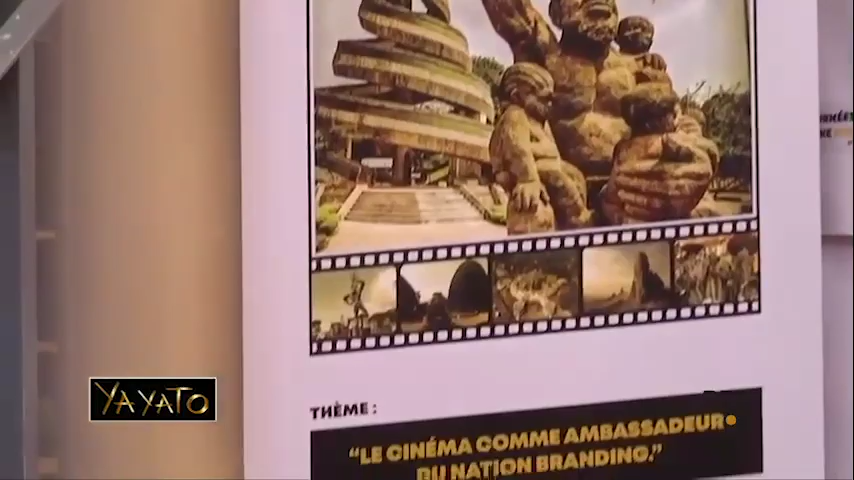 THÈME :
“LE CINÉMA COMME AMBASSADEUR
DU NATION BRANDING.”
YAYATO